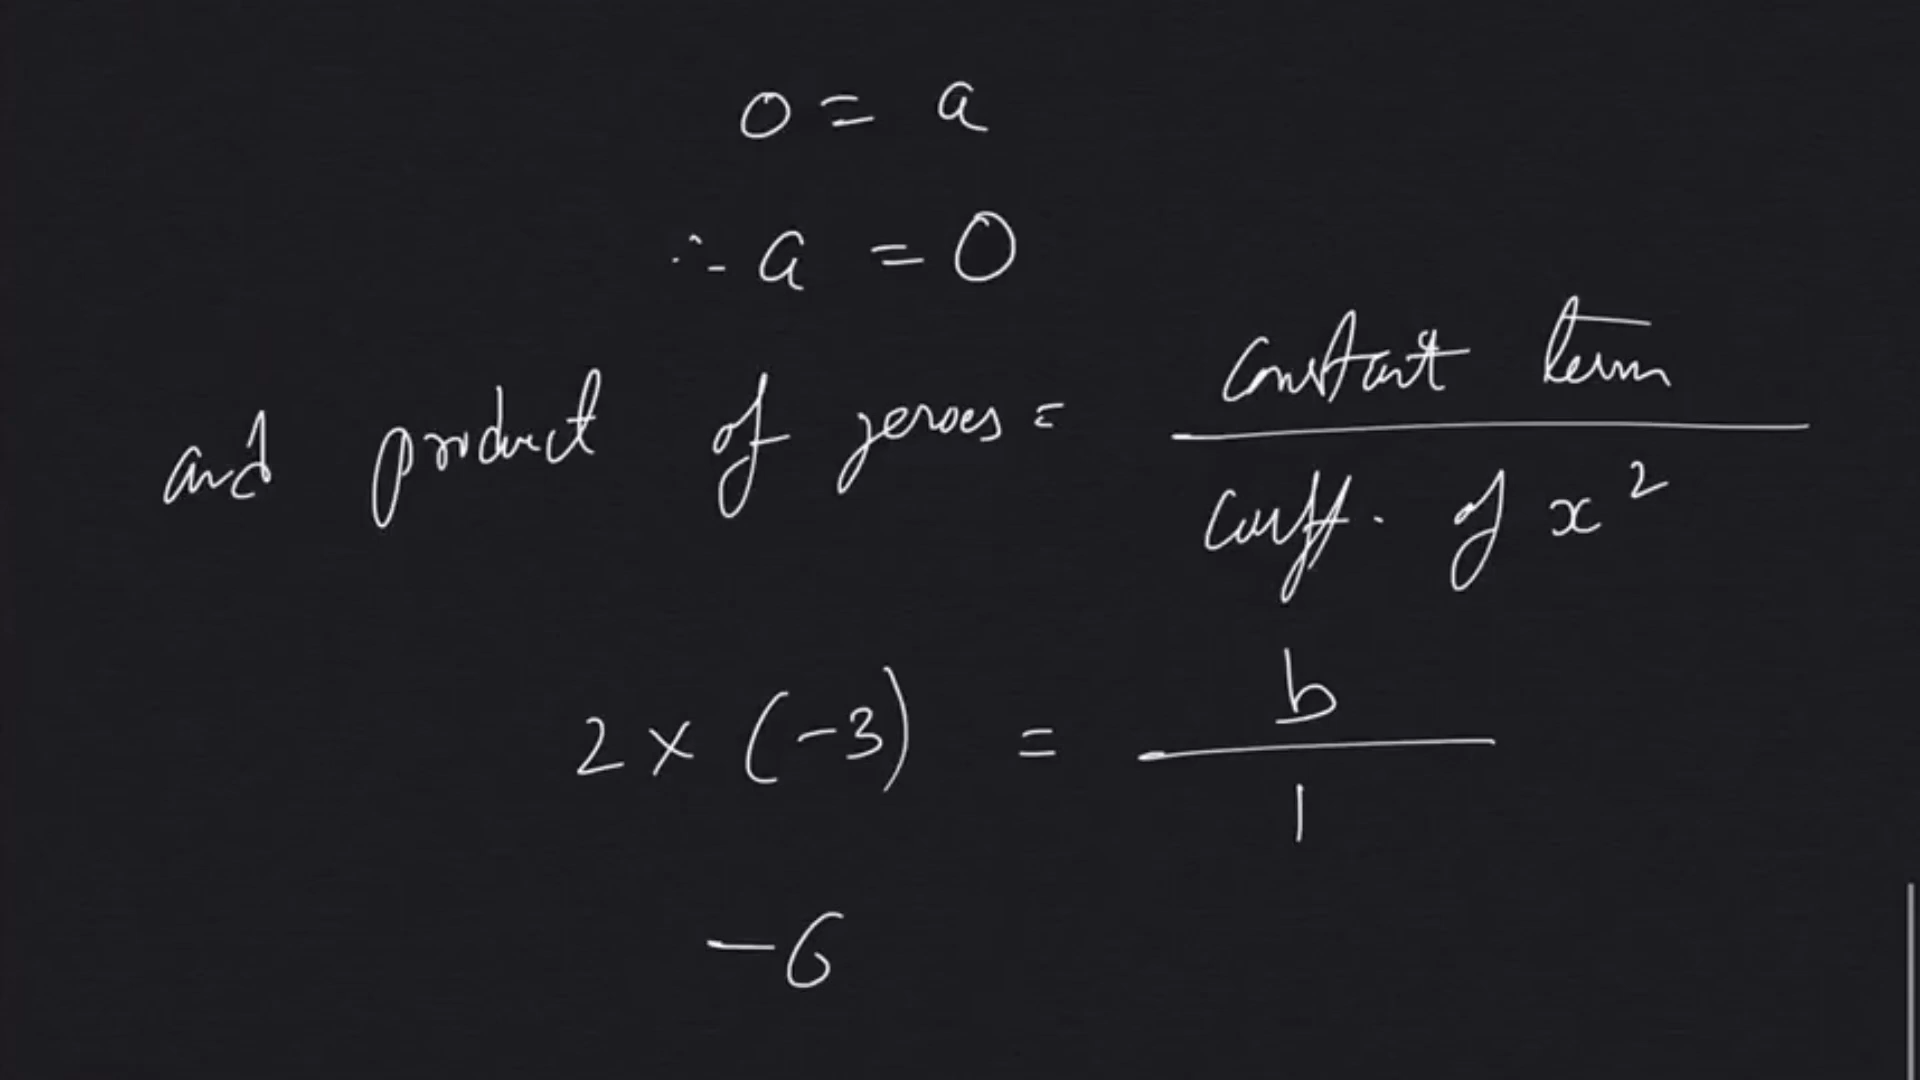 0 = a
∴ a = 0
and product of zeroes = constant term / coeff. of x²
2 × (-3) = b / 1
-6